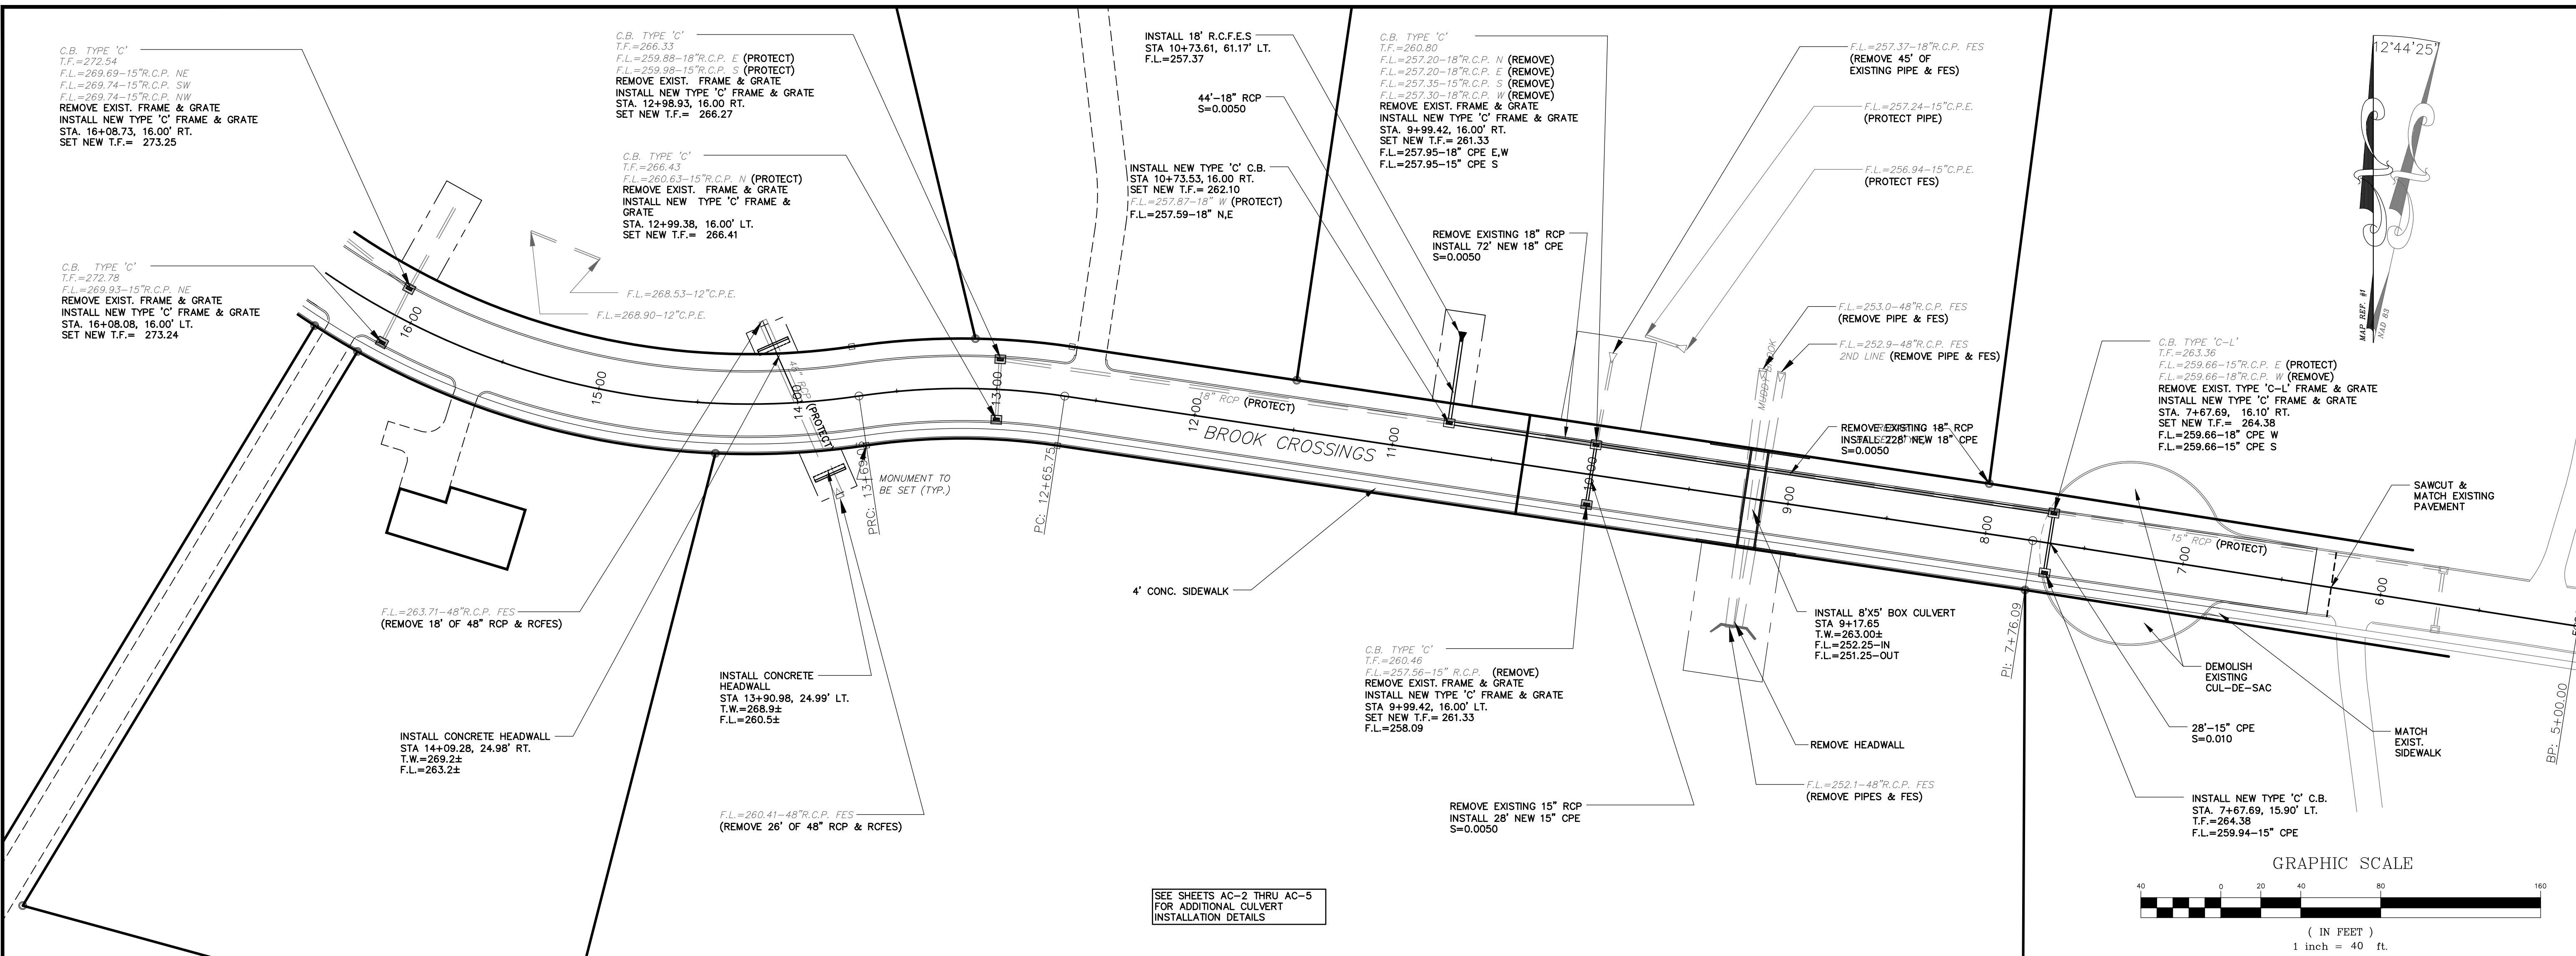 C.B. TYPE 'C'
T.F.=272.54
F.L.=269.69-15"R.C.P. NE
F.L.=269.74-15"R.C.P. SW
F.L.=269.74-15"R.C.P. NW
REMOVE EXIST. FRAME & GRATE
INSTALL NEW TYPE 'C' FRAME & GRATE
STA. 16+08.73, 16.00' RT.
SET NEW T.F.= 273.25
C.B. TYPE 'C'
T.F.=266.33
F.L.=259.88-18"R.C.P. E (PROTECT)
F.L.=259.98-15"R.C.P. S (PROTECT)
REMOVE EXIST. FRAME & GRATE
INSTALL NEW TYPE 'C' FRAME & GRATE
STA. 12+98.93, 16.00 RT.
SET NEW T.F.= 266.27
C.B. TYPE 'C'
T.F.=266.43
F.L.=260.63-15"R.C.P. N (PROTECT)
REMOVE EXIST. FRAME & GRATE
INSTALL NEW TYPE 'C' FRAME &
GRATE
STA. 12+99.38, 16.00' LT.
SET NEW T.F.= 266.41
INSTALL 18' R.C.F.E.S
STA 10+73.61, 61.17' LT.
F.L.=257.37
44'-18" RCP
S=0.0050
INSTALL NEW TYPE 'C' C.B.
STA 10+73.53, 16.00 RT.
SET NEW T.F.= 262.10
F.L.=257.87-18" W (PROTECT)
F.L.=257.59-18" N,E
C.B. TYPE 'C'
T.F.=260.80
F.L.=257.20-18"R.C.P. N (REMOVE)
F.L.=257.20-18"R.C.P. E (REMOVE)
F.L.=257.35-15"R.C.P. S (REMOVE)
F.L.=257.30-18"R.C.P. W (REMOVE)
REMOVE EXIST. FRAME & GRATE
INSTALL NEW TYPE 'C' FRAME & GRATE
STA. 9+99.42, 16.00' RT.
SET NEW T.F.= 261.33
F.L.=257.95-18" CPE E,W
F.L.=257.95-15" CPE S
REMOVE EXISTING 18" RCP
INSTALL 72' NEW 18" CPE
S=0.0050
F.L.=257.37-18"R.C.P. FES
(REMOVE 45' OF
EXISTING PIPE & FES)
F.L.=257.24-15"C.P.E.
(PROTECT PIPE)
F.L.=256.94-15"C.P.E.
(PROTECT FES)
12°44'25"
MAP REF. #1
NAD 83
C.B. TYPE 'C'
T.F.=272.78
F.L.=269.93-15"R.C.P. NE
REMOVE EXIST. FRAME & GRATE
INSTALL NEW TYPE 'C' FRAME & GRATE
STA. 16+08.08, 16.00' LT.
SET NEW T.F.= 273.24
F.L.=268.53-12"C.P.E.
F.L.=268.90-12"C.P.E.
F.L.=253.0-48"R.C.P. FES
(REMOVE PIPE & FES)
F.L.=252.9-48"R.C.P. FES
2ND LINE (REMOVE PIPE & FES)
MUDDY BROOK
C.B. TYPE 'C-L'
T.F.=263.36
F.L.=259.66-15"R.C.P. E (PROTECT)
F.L.=259.66-18"R.C.P. W (REMOVE)
REMOVE EXIST. TYPE 'C-L' FRAME & GRATE
INSTALL NEW TYPE 'C' FRAME & GRATE
STA. 7+67.69, 16.10' RT.
SET NEW T.F.= 264.38
F.L.=259.66-18" CPE W
F.L.=259.66-15" CPE S
REMOVE EXISTING 18" RCP
INSTALL 228' NEW 18" CPE
S=0.0050
16+00
15+00
14+00
13+00
12+00
11+00
10+00
9+00
8+00
7+00
6+00
RCP (PROTECT)
18" RCP (PROTECT)
15" RCP (PROTECT)
BROOK CROSSINGS
PRC: 13+69.06
PC: 12+65.75
PI: 7+76.09
BP: 5+00.00
MONUMENT TO
BE SET (TYP.)
SAWCUT &
MATCH EXISTING
PAVEMENT
4' CONC. SIDEWALK
F.L.=263.71-48"R.C.P. FES
(REMOVE 18' OF 48" RCP & RCFES)
INSTALL CONCRETE
HEADWALL
STA 13+90.98, 24.99' LT.
T.W.=268.9±
F.L.=260.5±
INSTALL CONCRETE HEADWALL
STA 14+09.28, 24.98' RT.
T.W.=269.2±
F.L.=263.2±
F.L.=260.41-48"R.C.P. FES
(REMOVE 26' OF 48" RCP & RCFES)
C.B. TYPE 'C'
T.F.=260.46
F.L.=257.56-15" R.C.P. (REMOVE)
REMOVE EXIST. FRAME & GRATE
INSTALL NEW TYPE 'C' FRAME & GRATE
STA 9+99.42, 16.00' LT.
SET NEW T.F.= 261.33
F.L.=258.09
REMOVE EXISTING 15" RCP
INSTALL 28' NEW 15" CPE
S=0.0050
INSTALL 8'X5' BOX CULVERT
STA 9+17.65
T.W.=263.00±
F.L.=252.25-IN
F.L.=251.25-OUT
REMOVE HEADWALL
F.L.=252.1-48"R.C.P. FES
(REMOVE PIPES & FES)
DEMOLISH
EXISTING
CUL-DE-SAC
28'-15" CPE
S=0.010
MATCH
EXIST.
SIDEWALK
INSTALL NEW TYPE 'C' C.B.
STA. 7+67.69, 15.90' LT.
T.F.=264.38
F.L.=259.94-15" CPE
SEE SHEETS AC-2 THRU AC-5
FOR ADDITIONAL CULVERT
INSTALLATION DETAILS
GRAPHIC SCALE
40 0 20 40 80 160
( IN FEET )
1 inch = 40 ft.